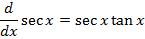 d/dx sec x = sec x tan x